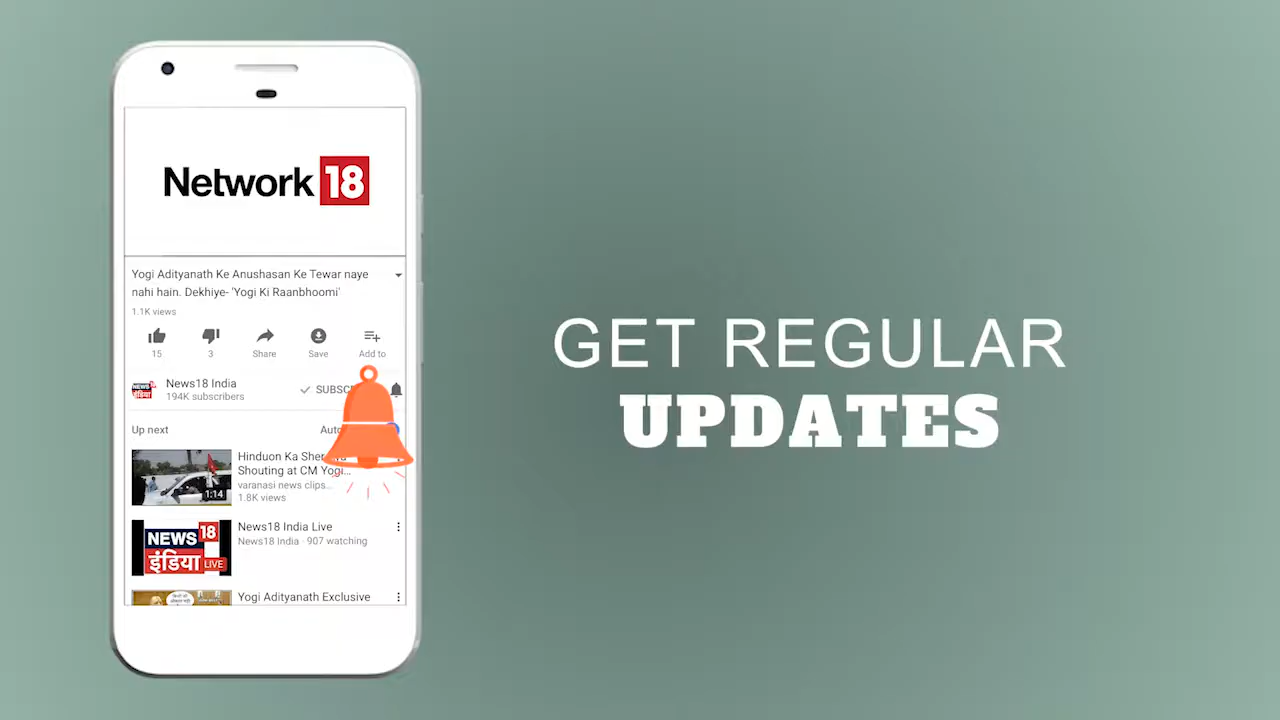 Network 18
Yogi Adityanath Ke Anushasan Ke Tewar naye
nahi hain. Dekhiye- 'Yogi Ki Raanbhoomi'
1.1K views
15
3
Share
Save
Add to
NEWS 18
इंडिया
News18 India
194K subscribers
Up next
Hinduon Ka
Shouting at CM Yogi...
varanasi news clips...
1.8K views
1:14
News18 India Live
News18 India · 907 watching
NEWS 18
इंडिया LIVE
Yogi Adityanath Exclusive
GET REGULAR
UPDATES